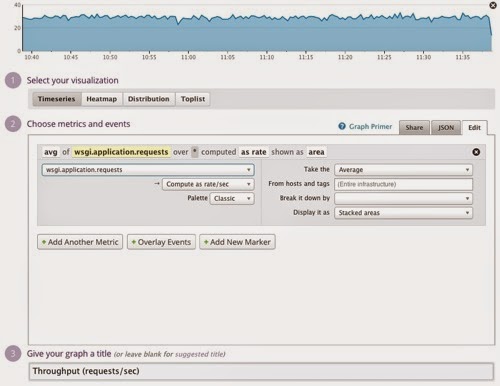 40
20
0
10:40 10:45 10:50 10:55 11:00 11:05 11:10 11:15 11:20 11:25 11:30 11:35
1 Select your visualization
Timeseries Heatmap Distribution Toplist
2 Choose metrics and events
? Graph Primer Share JSON Edit
avg of wsgi.application.requests over * computed as rate shown as area
wsgi.application.requests
→ Compute as rate/sec
Palette Classic
Take the Average
From hosts and tags (Entire infrastructure)
Break it down by
Display it as Stacked areas
+ Add Another Metric + Overlay Events + Add New Marker
3 Give your graph a title (or leave blank for suggested title)
Throughput (requests/sec)